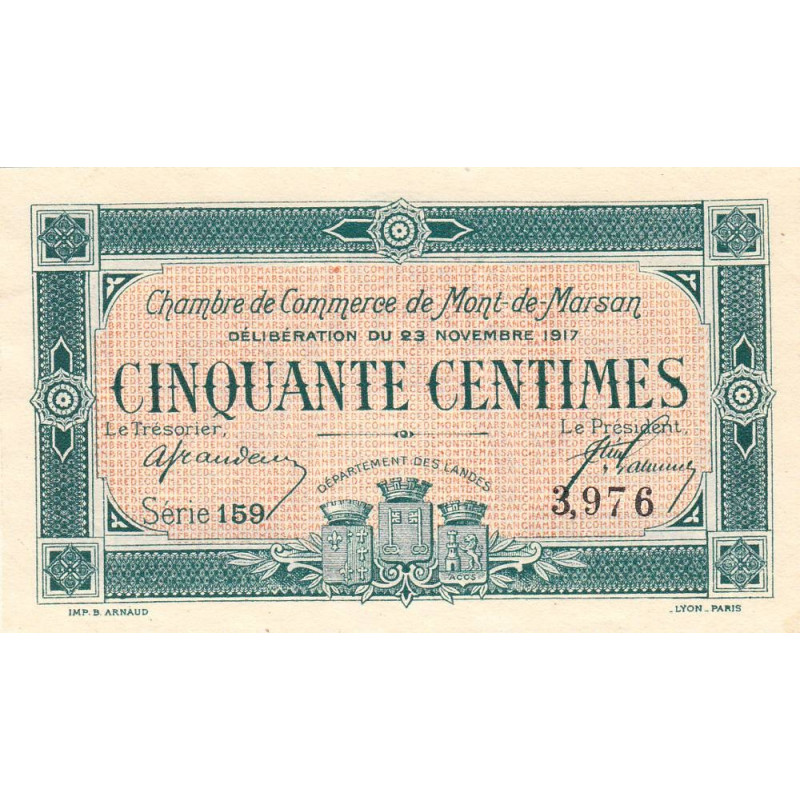 Chambre de Commerce de Mont-de-Marsan
DÉLIBÉRATION DU 23 NOVEMBRE 1917
CINQUANTE CENTIMES
Le Trésorier, Le Président,
DÉPARTEMENT DES LANDES
Série 159 3,976
ACQS
IMP. B. ARNAUD - LYON - PARIS